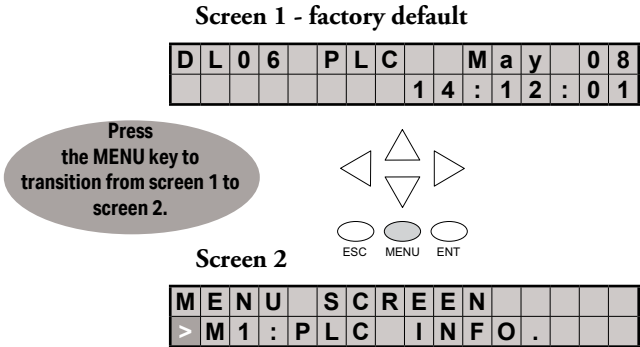 Screen 1 - factory default
DL06 PLC  May 08
14:12:01
Press
the MENU key to
transition from screen 1 to
screen 2.
ESC MENU ENT
Screen 2
MENU SCREEN
>M1:PLC INFO.